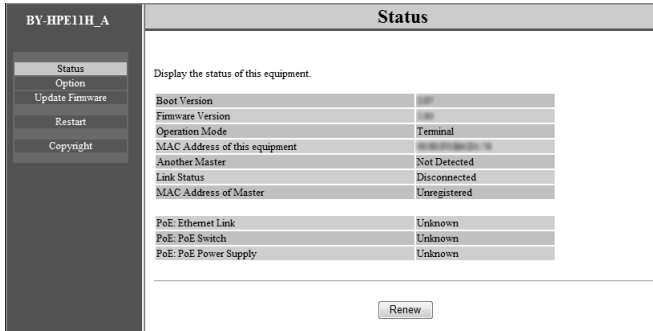 BY-HPE11H_A
Status
Option
Update Firmware
Restart
Copyright
Status
Display the status of this equipment.
Boot Version
Firmware Version
Operation Mode Terminal
MAC Address of this equipment
Another Master Not Detected
Link Status Disconnected
MAC Address of Master Unregistered
PoE: Ethernet Link Unknown
PoE: PoE Switch Unknown
PoE: PoE Power Supply Unknown
Renew